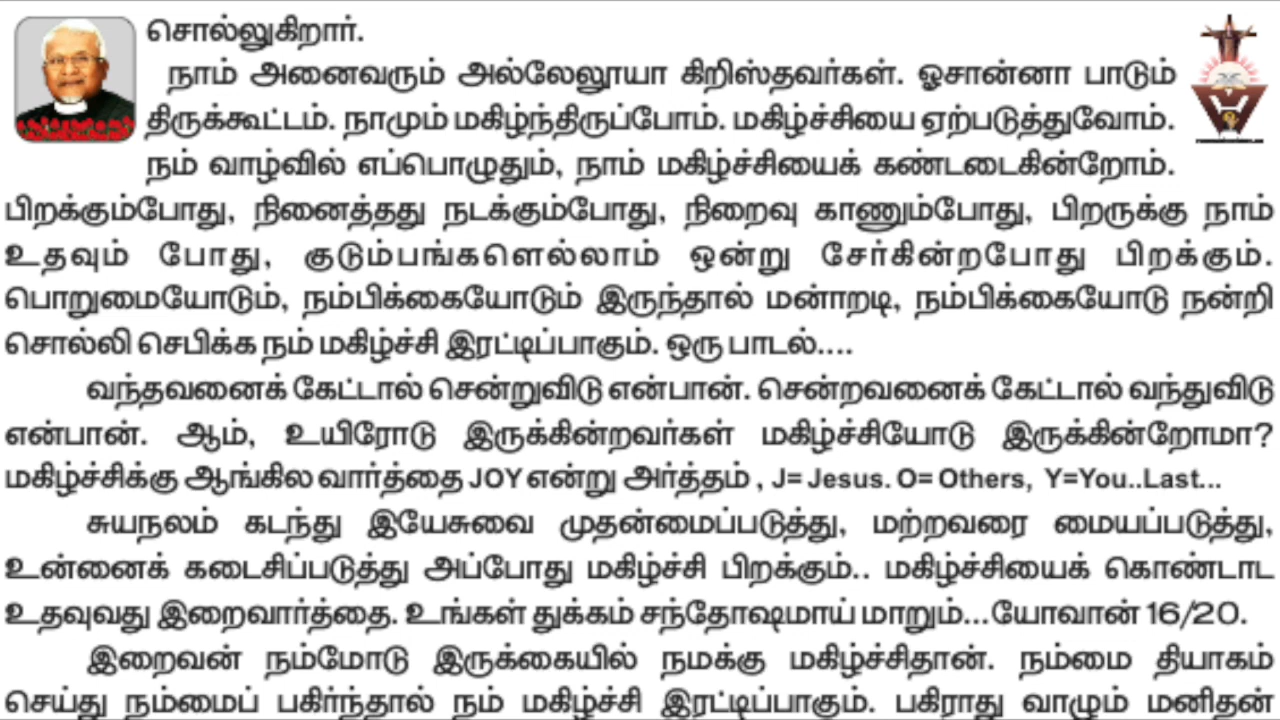 சொல்லுகிறார்.
நாம் அனைவரும் அல்லேலூயா கிறிஸ்தவர்கள். ஓசான்னா பாடும்
திருக்கூட்டம். நாமும் மகிழ்ந்திருப்போம். மகிழ்ச்சியை ஏற்படுத்துவோம்.
நம் வாழ்வில் எப்பொழுதும், நாம் மகிழ்ச்சியைக் கண்டடைகின்றோம்.
பிறக்கும்போது, நினைத்தது நடக்கும்போது, நிறைவு காணும்போது, பிறருக்கு நாம்
உதவும் போது, குடும்பங்களெல்லாம் ஒன்று சேர்கின்றபோது பிறக்கும்.
பொறுமையோடும், நம்பிக்கையோடும் இருந்தால் மன்றாடி, நம்பிக்கையோடு நன்றி
சொல்லி செபிக்க நம் மகிழ்ச்சி இரட்டிப்பாகும். ஒரு பாடல்....
வந்தவனைக் கேட்டால் சென்றுவிடு என்பான். சென்றவனைக் கேட்டால் வந்துவிடு
என்பான். ஆம், உயிரோடு இருக்கின்றவர்கள் மகிழ்ச்சியோடு இருக்கின்றோமா?
மகிழ்ச்சிக்கு ஆங்கில வார்த்தை JOY என்று அர்த்தம் , J= Jesus. O= Others, Y=You..Last...
சுயநலம் கடந்து இயேசுவை முதன்மைப்படுத்து, மற்றவரை மையப்படுத்து,
உன்னைக் கடைசிப்படுத்து அப்போது மகிழ்ச்சி பிறக்கும்.. மகிழ்ச்சியைக் கொண்டாட
உதவுவது இறைவார்த்தை. உங்கள் துக்கம் சந்தோஷமாய் மாறும்...யோவான் 16/20.
இறைவன் நம்மோடு இருக்கையில் நமக்கு மகிழ்ச்சிதான். நம்மை தியாகம்
செய்து நம்மைப் பகிர்ந்தால் நம் மகிழ்ச்சி இரட்டிப்பாகும். பகிராது வாழும் மனிதன்